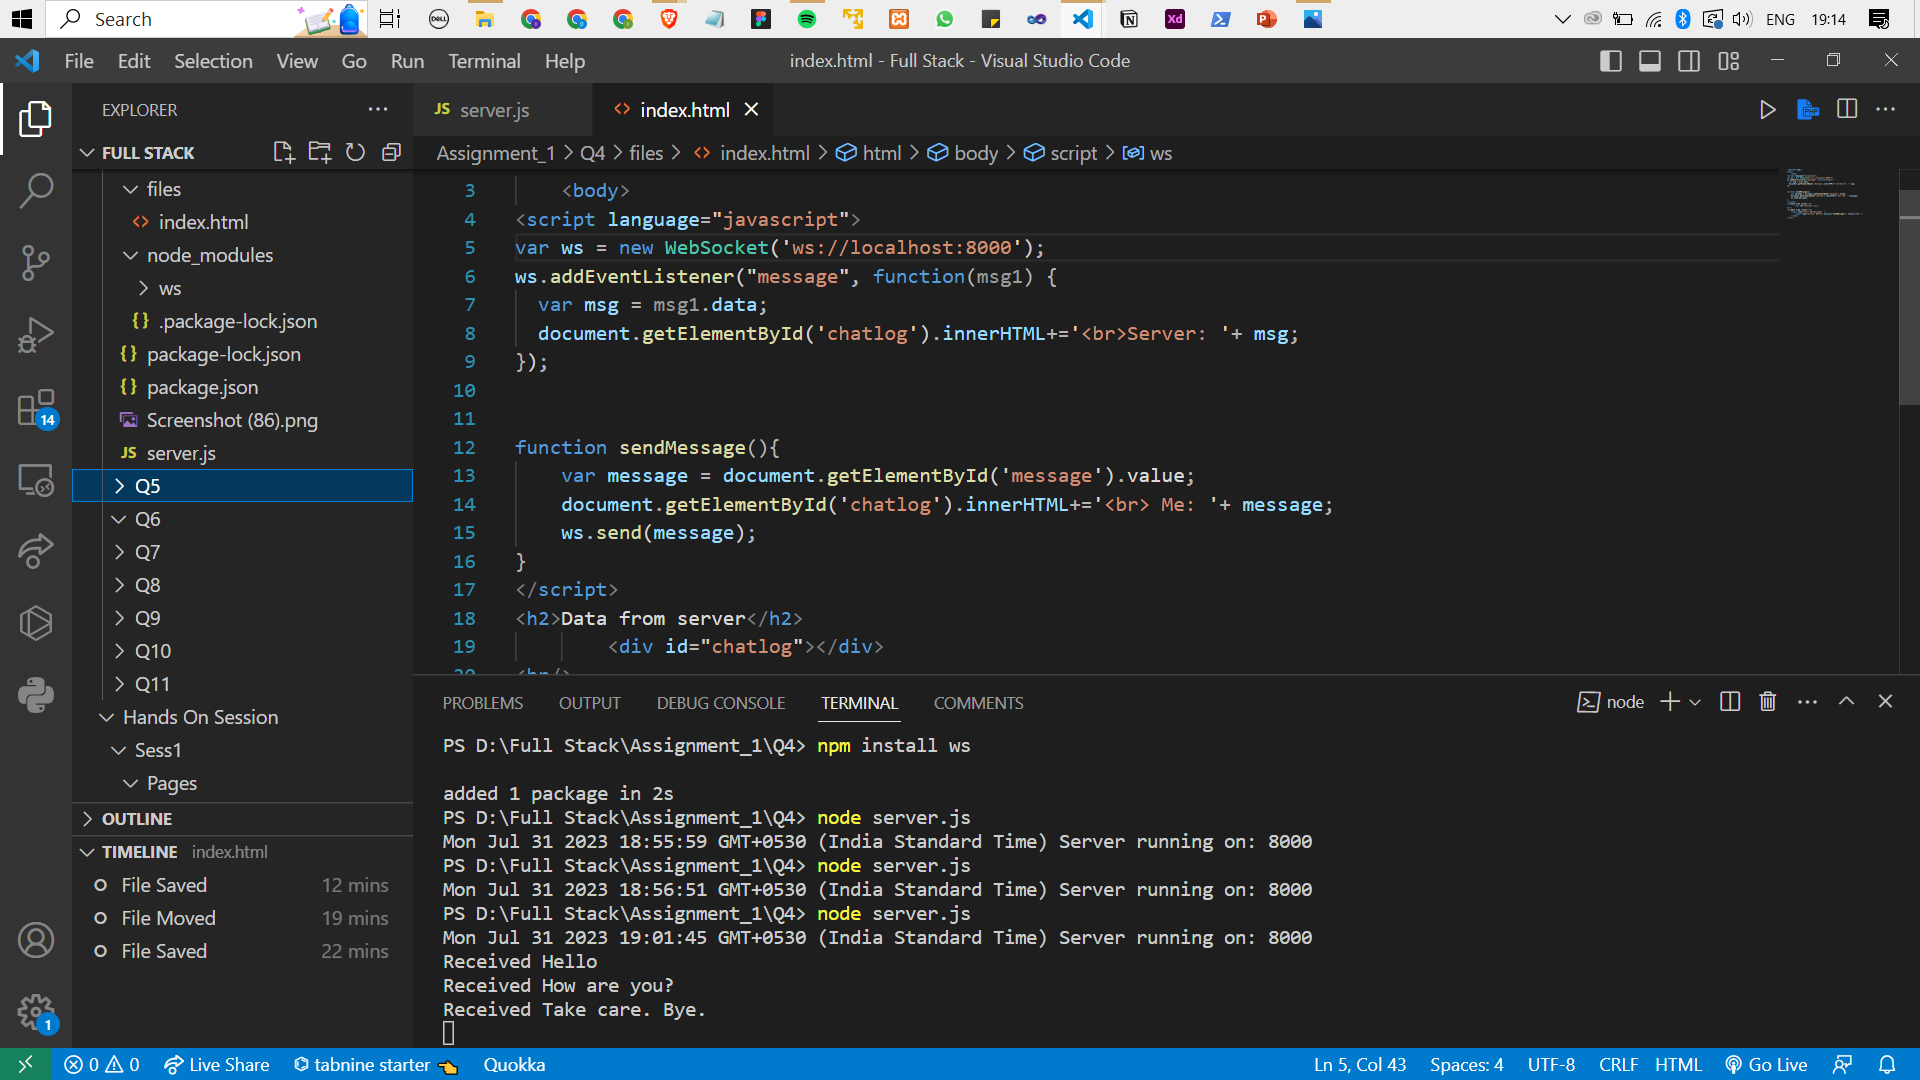 Search
DELL
Xd
ENG
19:14
File Edit Selection View Go Run Terminal Help
index.html - Full Stack - Visual Studio Code
EXPLORER
JS server.js
index.html
FULL STACK
Assignment_1 > Q4 > files > index.html > html > body > script > ws
files
index.html
node_modules
ws
{} .package-lock.json
{} package-lock.json
{} package.json
Screenshot (86).png
JS server.js
Q5
Q6
Q7
Q8
Q9
Q10
Q11
Hands On Session
Sess1
Pages
OUTLINE
TIMELINE index.html
File Saved 12 mins
File Moved 19 mins
File Saved 22 mins
14
1
3 <body>
4 <script language="javascript">
5 var ws = new WebSocket('ws://localhost:8000');
6 ws.addEventListener("message", function(msg1) {
7 var msg = msg1.data;
8 document.getElementById('chatlog').innerHTML+='<br>Server: '+ msg;
9 });
10
11
12 function sendMessage(){
13 var message = document.getElementById('message').value;
14 document.getElementById('chatlog').innerHTML+='<br> Me: '+ message;
15 ws.send(message);
16 }
17 </script>
18 <h2>Data from server</h2>
19 <div id="chatlog"></div>
PROBLEMS OUTPUT DEBUG CONSOLE TERMINAL COMMENTS
node
PS D:\Full Stack\Assignment_1\Q4> npm install ws
added 1 package in 2s
PS D:\Full Stack\Assignment_1\Q4> node server.js
Mon Jul 31 2023 18:55:59 GMT+0530 (India Standard Time) Server running on: 8000
PS D:\Full Stack\Assignment_1\Q4> node server.js
Mon Jul 31 2023 18:56:51 GMT+0530 (India Standard Time) Server running on: 8000
PS D:\Full Stack\Assignment_1\Q4> node server.js
Mon Jul 31 2023 19:01:45 GMT+0530 (India Standard Time) Server running on: 8000
Received Hello
Received How are you?
Received Take care. Bye.
0 0 Live Share tabnine starter Quokka
Ln 5, Col 43 Spaces: 4 UTF-8 CRLF HTML Go Live